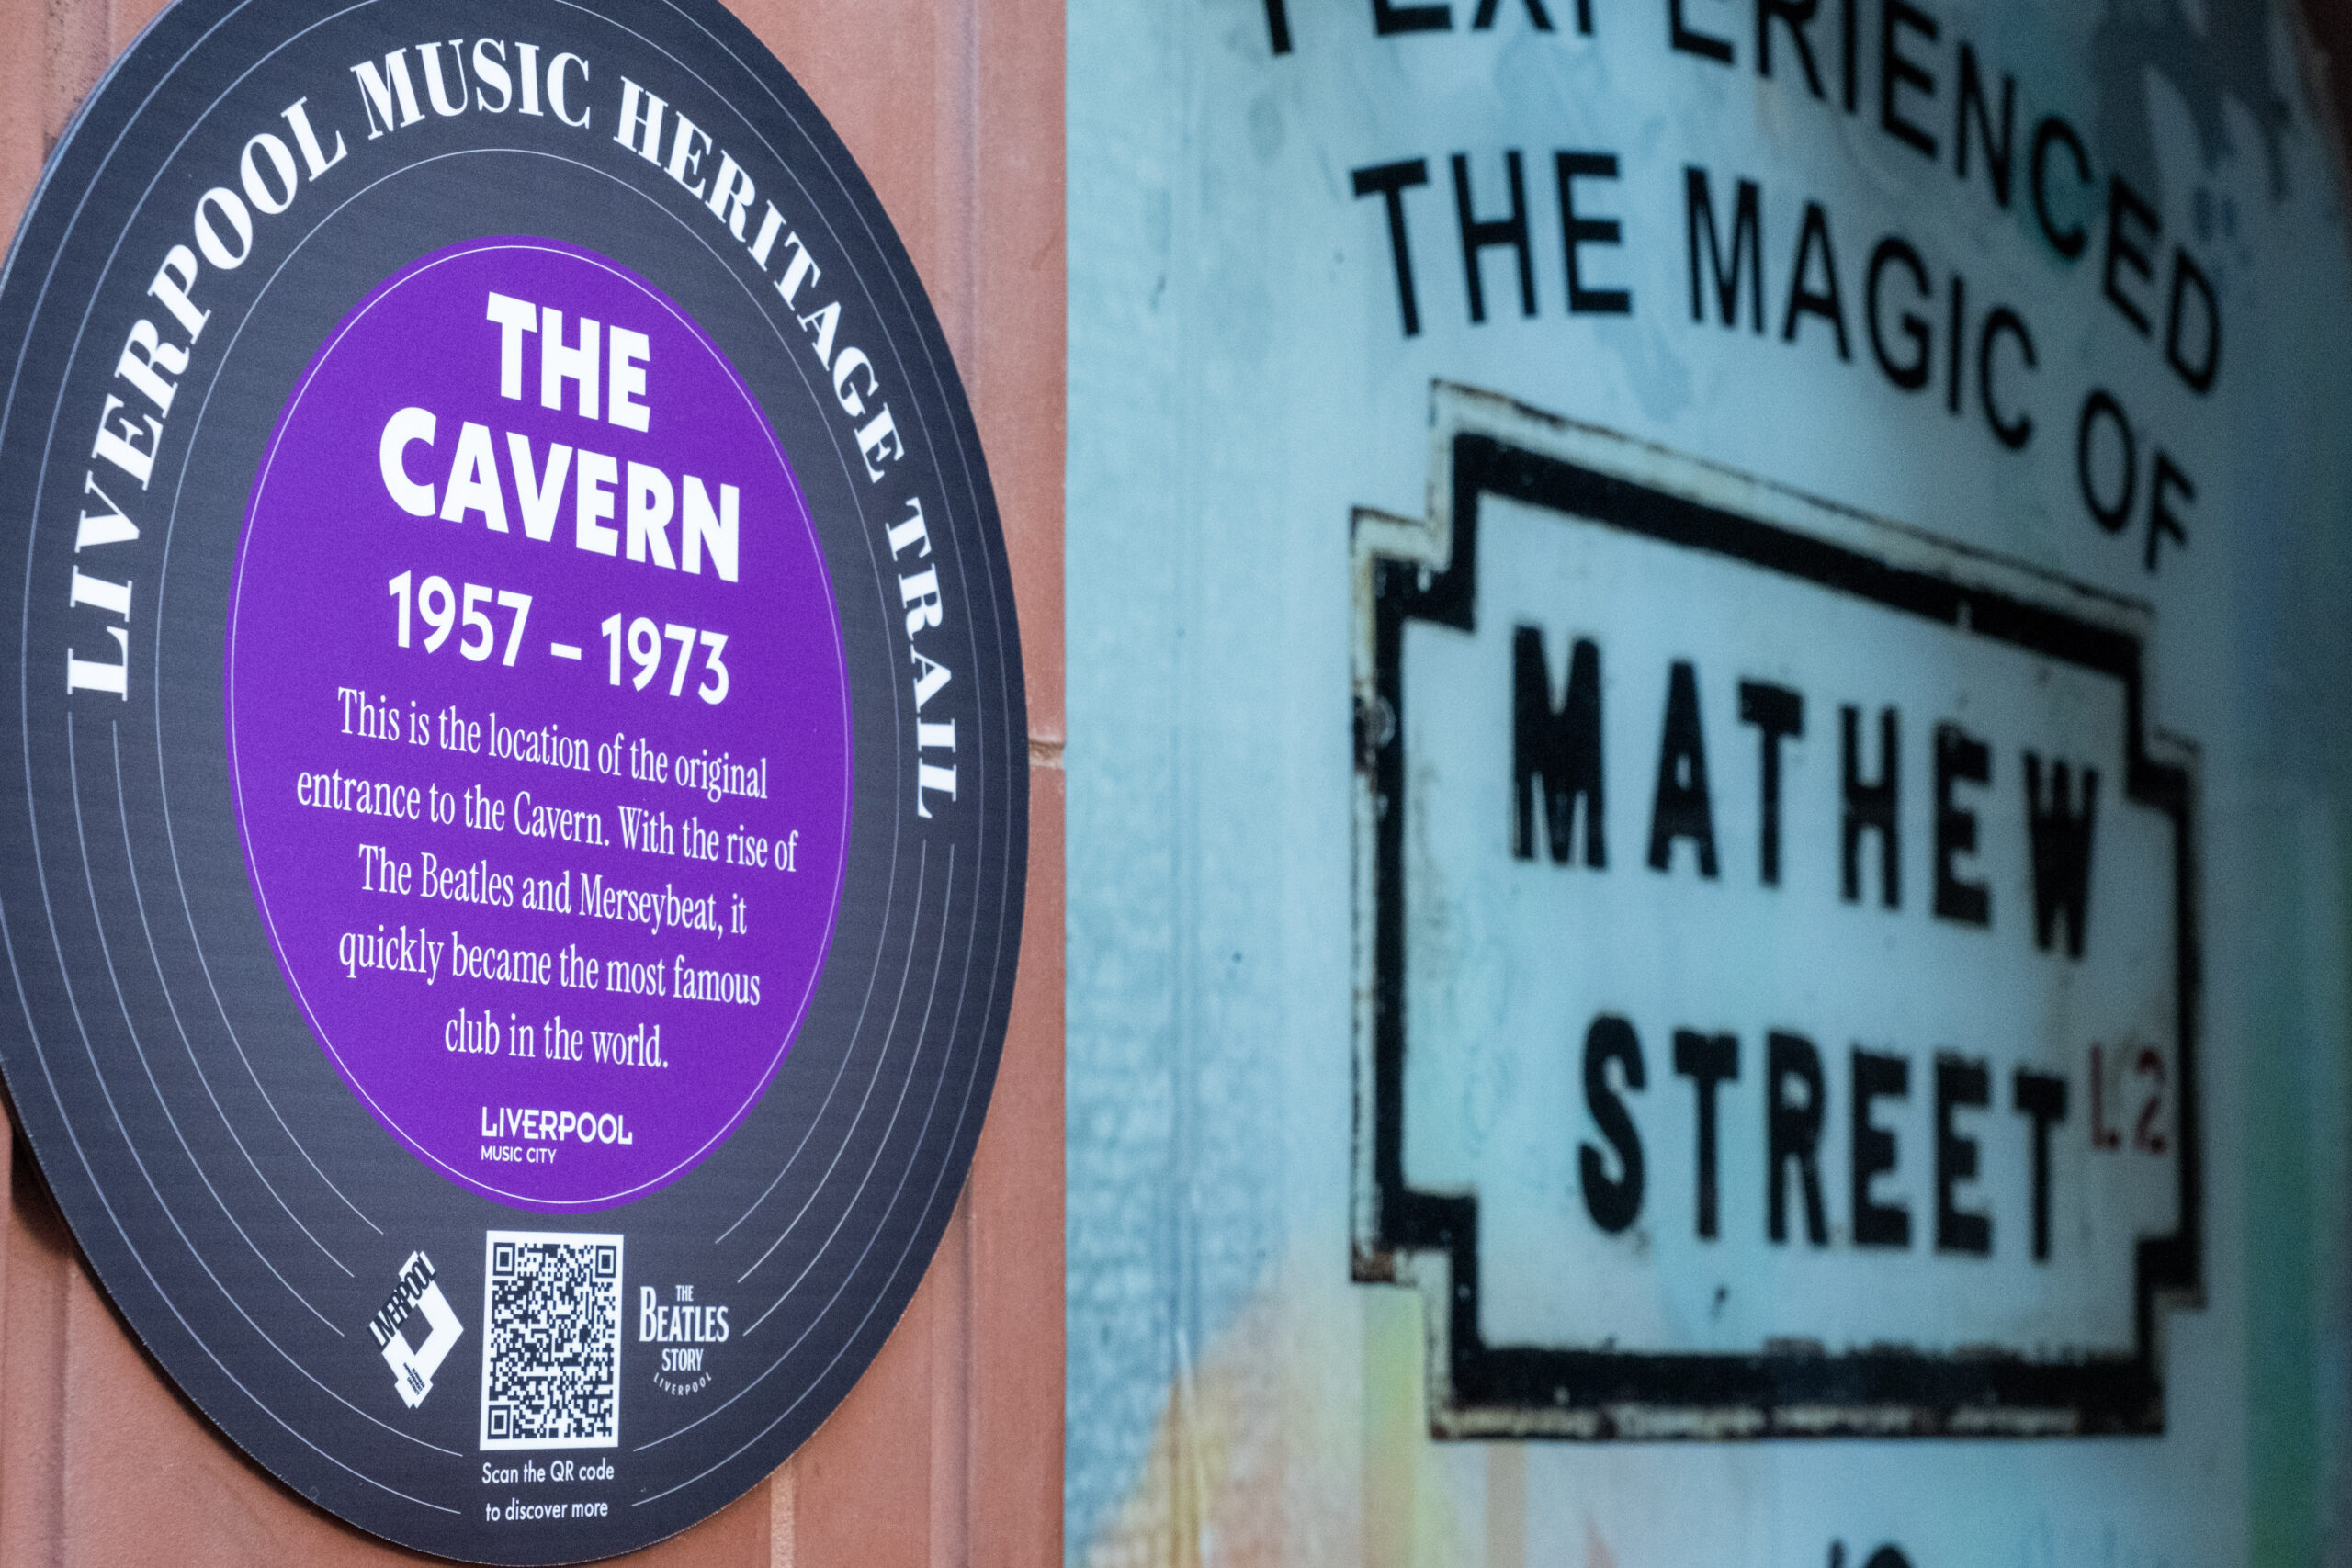 LIVERPOOL MUSIC HERITAGE TRAIL
THE
CAVERN
1957 – 1973
This is the location of the original
entrance to the Cavern. With the rise of
The Beatles and Merseybeat, it
quickly became the most famous
club in the world.
LIVERPOOL
MUSIC CITY
LIVERPOOL
THE
BEATLES
STORY
LIVERPOOL
Scan the QR code
to discover more
EXPERIENCED
THE MAGIC OF
MATHEW
STREET L 2